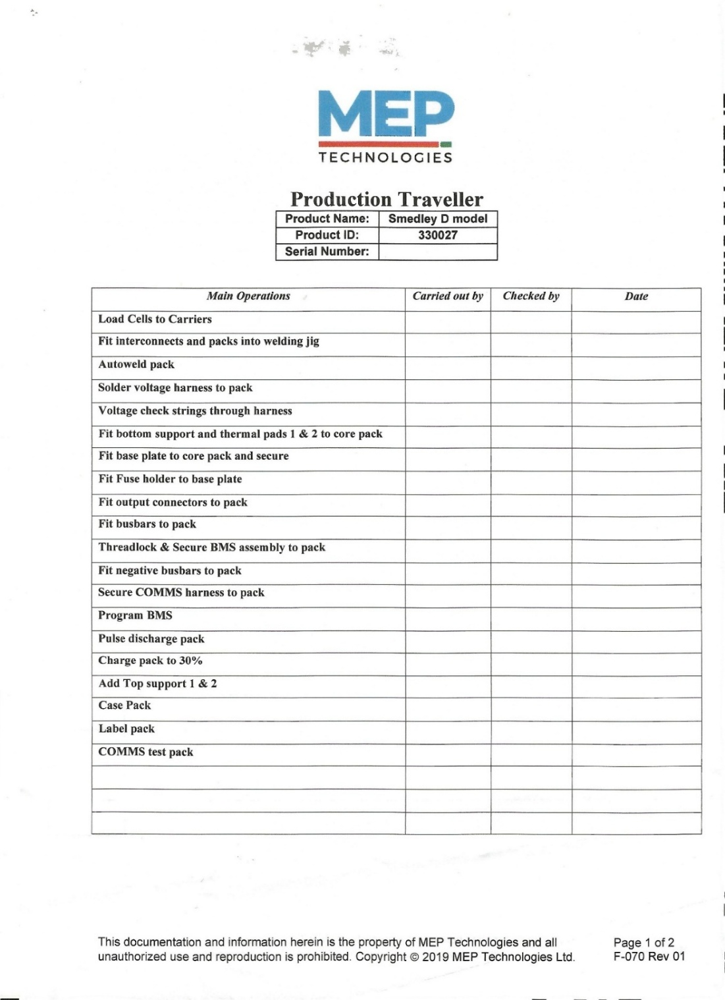 MEP
TECHNOLOGIES
Production Traveller
Product Name: Smedley D model
Product ID: 330027
Serial Number:
Main Operations Carried out by Checked by Date
Load Cells to Carriers
Fit interconnects and packs into welding jig
Autoweld pack
Solder voltage harness to pack
Voltage check strings through harness
Fit bottom support and thermal pads 1 & 2 to core pack
Fit base plate to core pack and secure
Fit Fuse holder to base plate
Fit output connectors to pack
Fit busbars to pack
Threadlock & Secure BMS assembly to pack
Fit negative busbars to pack
Secure COMMS harness to pack
Program BMS
Pulse discharge pack
Charge pack to 30%
Add Top support 1 & 2
Case Pack
Label pack
COMMS test pack
This documentation and information herein is the property of MEP Technologies and all Page 1 of 2
unauthorized use and reproduction is prohibited. Copyright © 2019 MEP Technologies Ltd. F-070 Rev 01